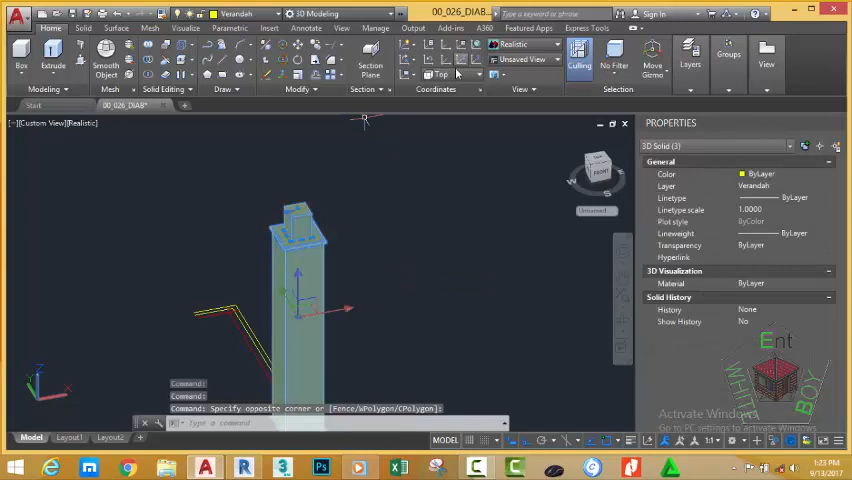 Verandah
3D Modeling
00_026_DIAB...
Type a keyword or phrase
Sign In
Home
Solid
Surface
Mesh
Visualize
Parametric
Insert
Annotate
View
Manage
Output
Add-ins
A360
Featured Apps
Express Tools
Box
Extrude
Smooth
Object
Section
Plane
Realistic
Unsaved View
Top
Culling
No Filter
Move
Gizmo
Layers
Groups
View
Modeling
Mesh
Solid Editing
Draw
Modify
Section
Coordinates
View
Selection
Start
00_026_DIAB*
[−][Custom View][Realistic]
FRONT
W
S
E
Unnamed
PROPERTIES
3D Solid (3)
General
Color ByLayer
Layer Verandah
Linetype ByLayer
Linetype scale 1.0000
Plot style ByColor
Lineweight ByLayer
Transparency ByLayer
Hyperlink
3D Visualization
Material ByLayer
Solid History
History None
Show History No
Ent
WHITE
BOY
Activate Windows
Go to PC settings to activate Windows.
Z
Y
X
Command:
Command:
Command: Specify opposite corner or [Fence/WPolygon/CPolygon]:
Type a command
Model
Layout1
Layout2
MODEL
1:1
1:23 PM
9/13/2017